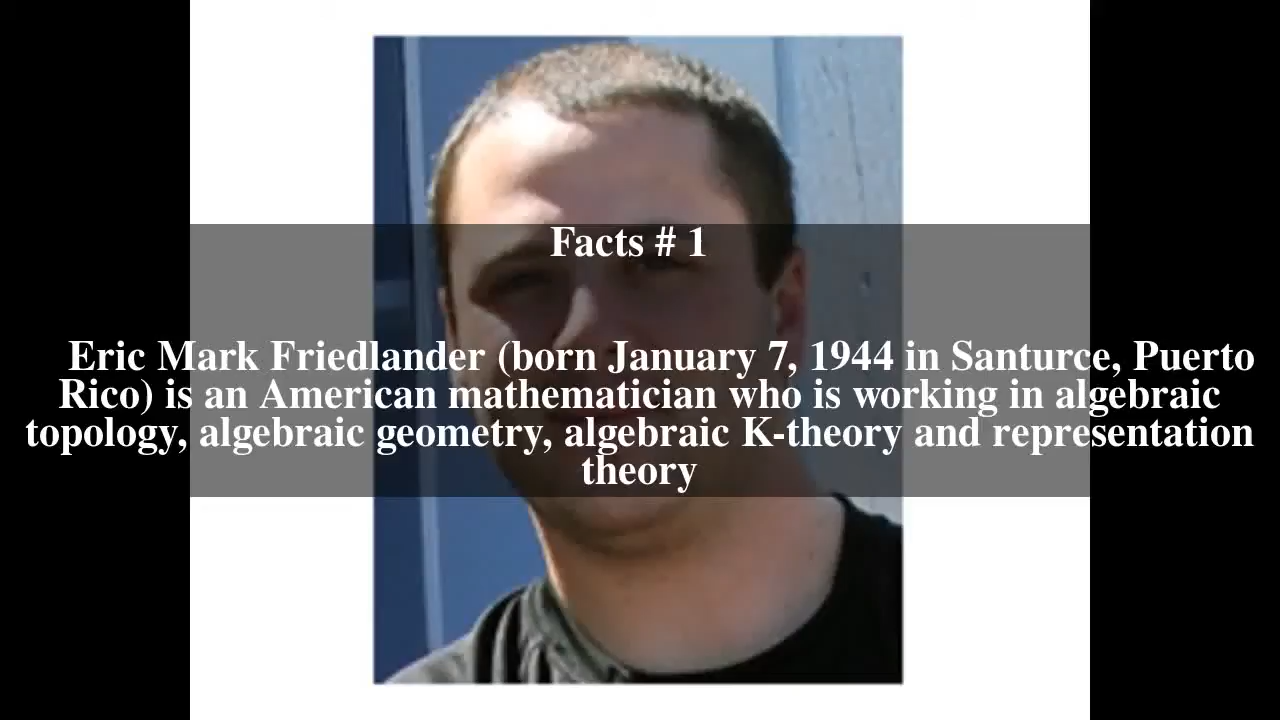 Facts # 1
Eric Mark Friedlander (born January 7, 1944 in Santurce, Puerto
Rico) is an American mathematician who is working in algebraic
topology, algebraic geometry, algebraic K-theory and representation
theory